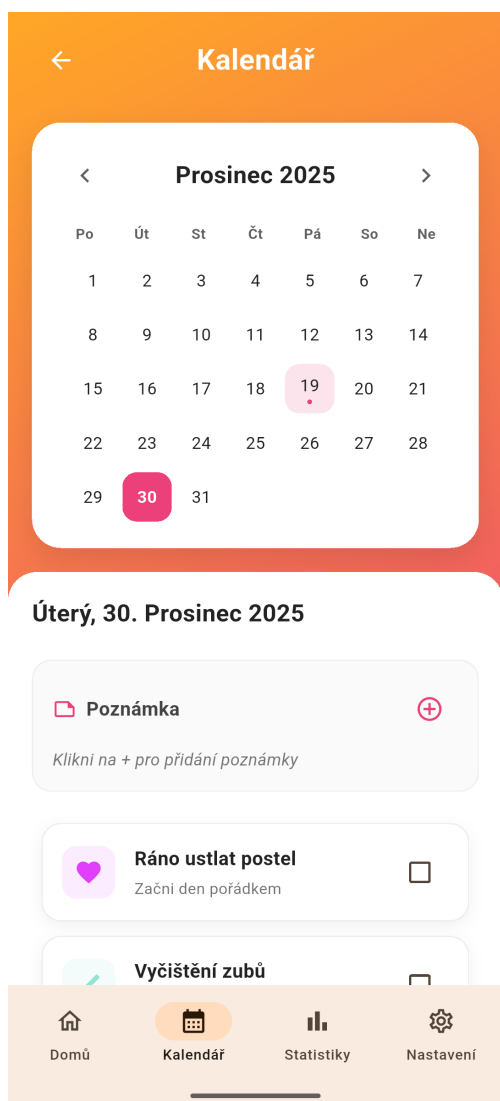 Kalendář
Prosinec 2025
Po Út St Čt Pá So Ne
1 2 3 4 5 6 7
8 9 10 11 12 13 14
15 16 17 18 19 20 21
22 23 24 25 26 27 28
29 30 31
Úterý, 30. Prosinec 2025
Poznámka
Klikni na + pro přidání poznámky
Ráno ustlat postel
Začni den pořádkem
Vyčištění zubů
Domů Kalendář Statistiky Nastavení